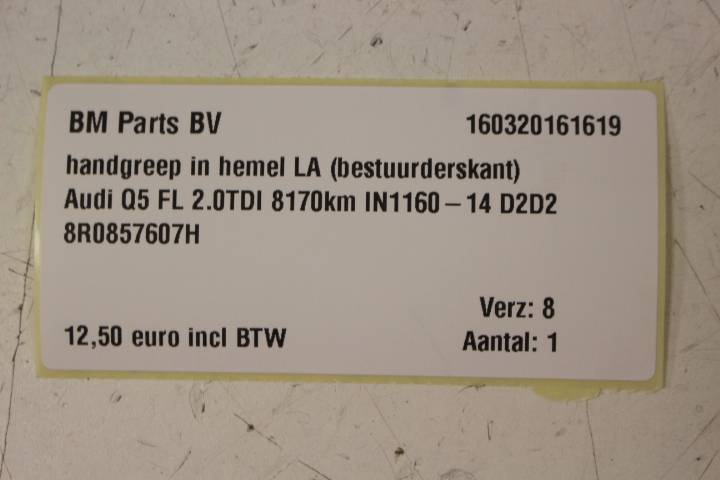 BM Parts BV 160320161619
handgreep in hemel LA (bestuurderskant)
Audi Q5 FL 2.0TDI 8170km IN1160 – 14 D2D2
8R0857607H
Verz: 8
12,50 euro incl BTW Aantal: 1